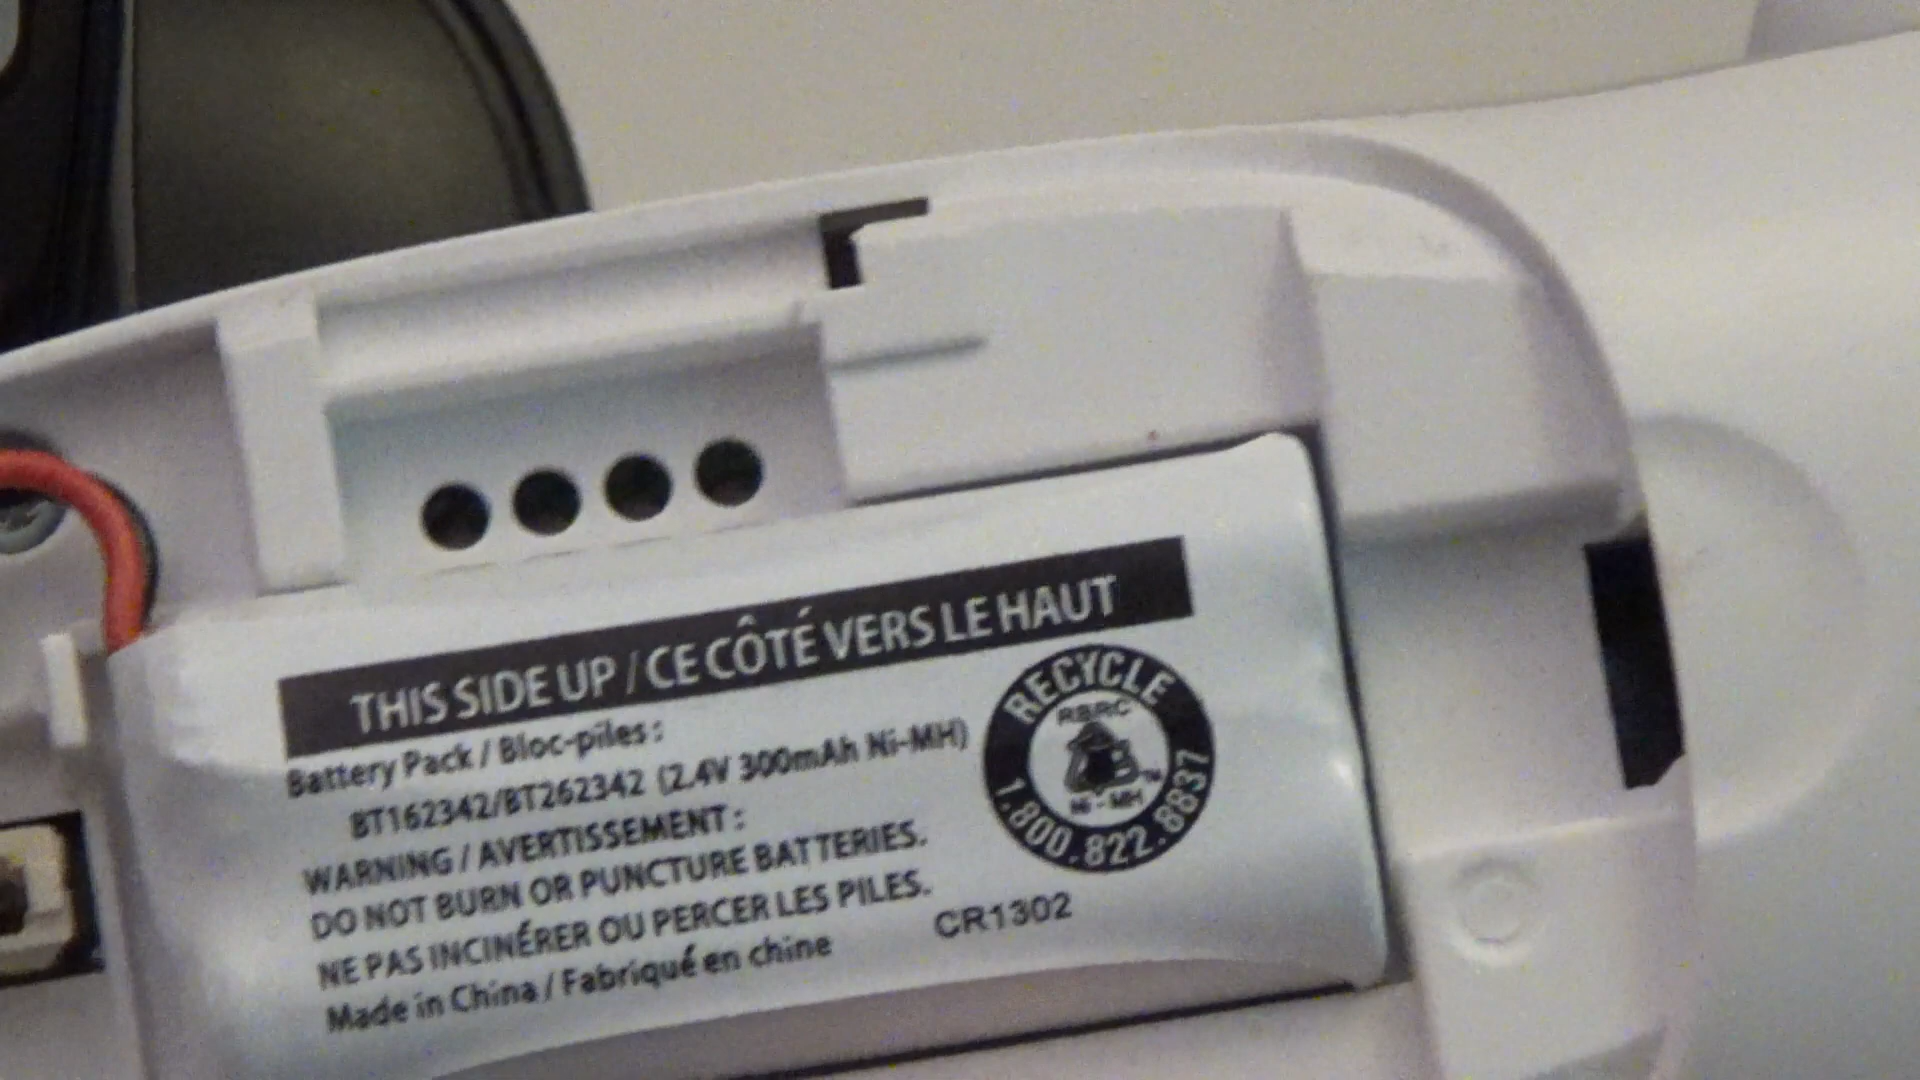 THIS SIDE UP / CE CÔTÉ VERS LE HAUT
Battery Pack / Bloc-piles :
BT162342/BT262342 (2.4V 300mAh Ni-MH)
WARNING / AVERTISSEMENT :
DO NOT BURN OR PUNCTURE BATTERIES.
NE PAS INCINÉRER OU PERCER LES PILES.
Made in China / Fabriqué en chine
CR1302
RECYCLE
RBRC
TM
Ni-MH
1.800.822.8837